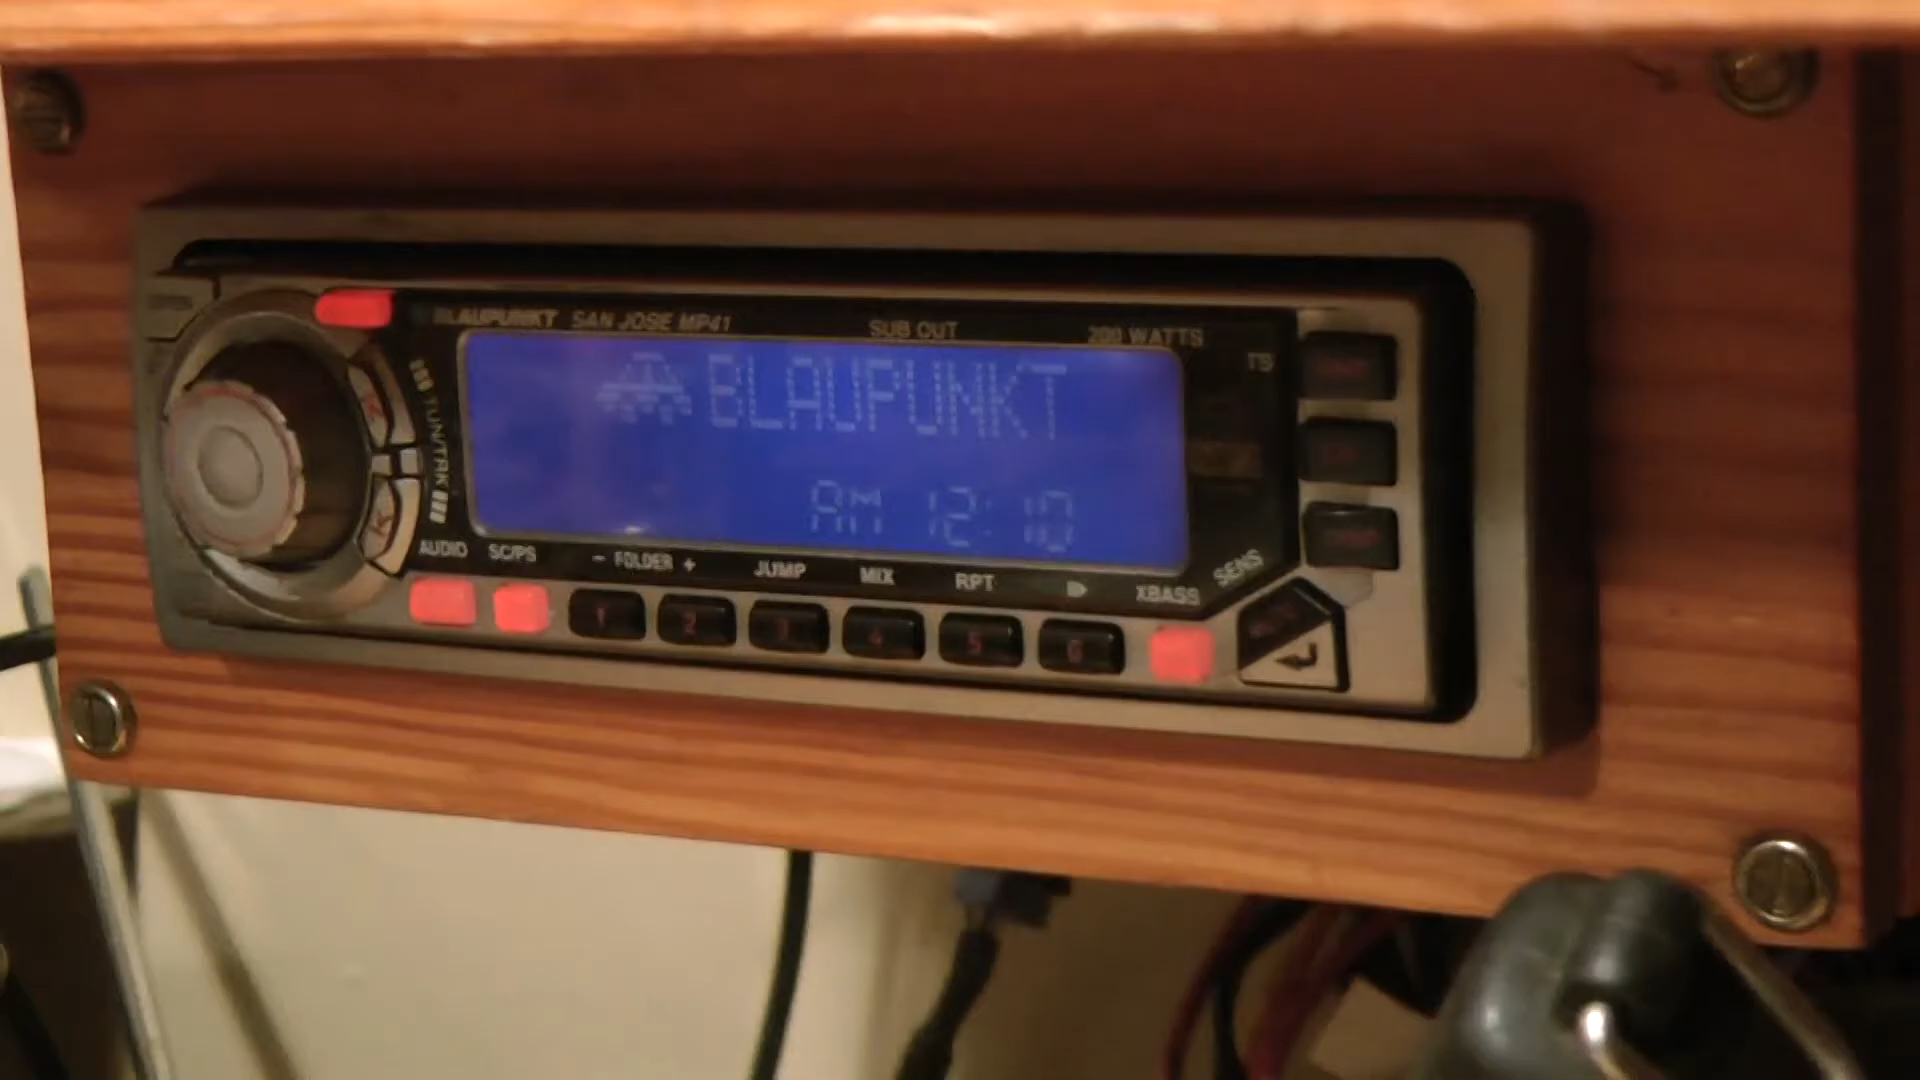 BLAUPUNKT SAN JOSE MP41 SUB OUT 200 WATTS
TS
BLAUPUNKT
TUN/TRK
AM 12:10
AUDIO SC/PS - FOLDER + JUMP MIX RPT XBASS SENS
1 2 3 4 5 6